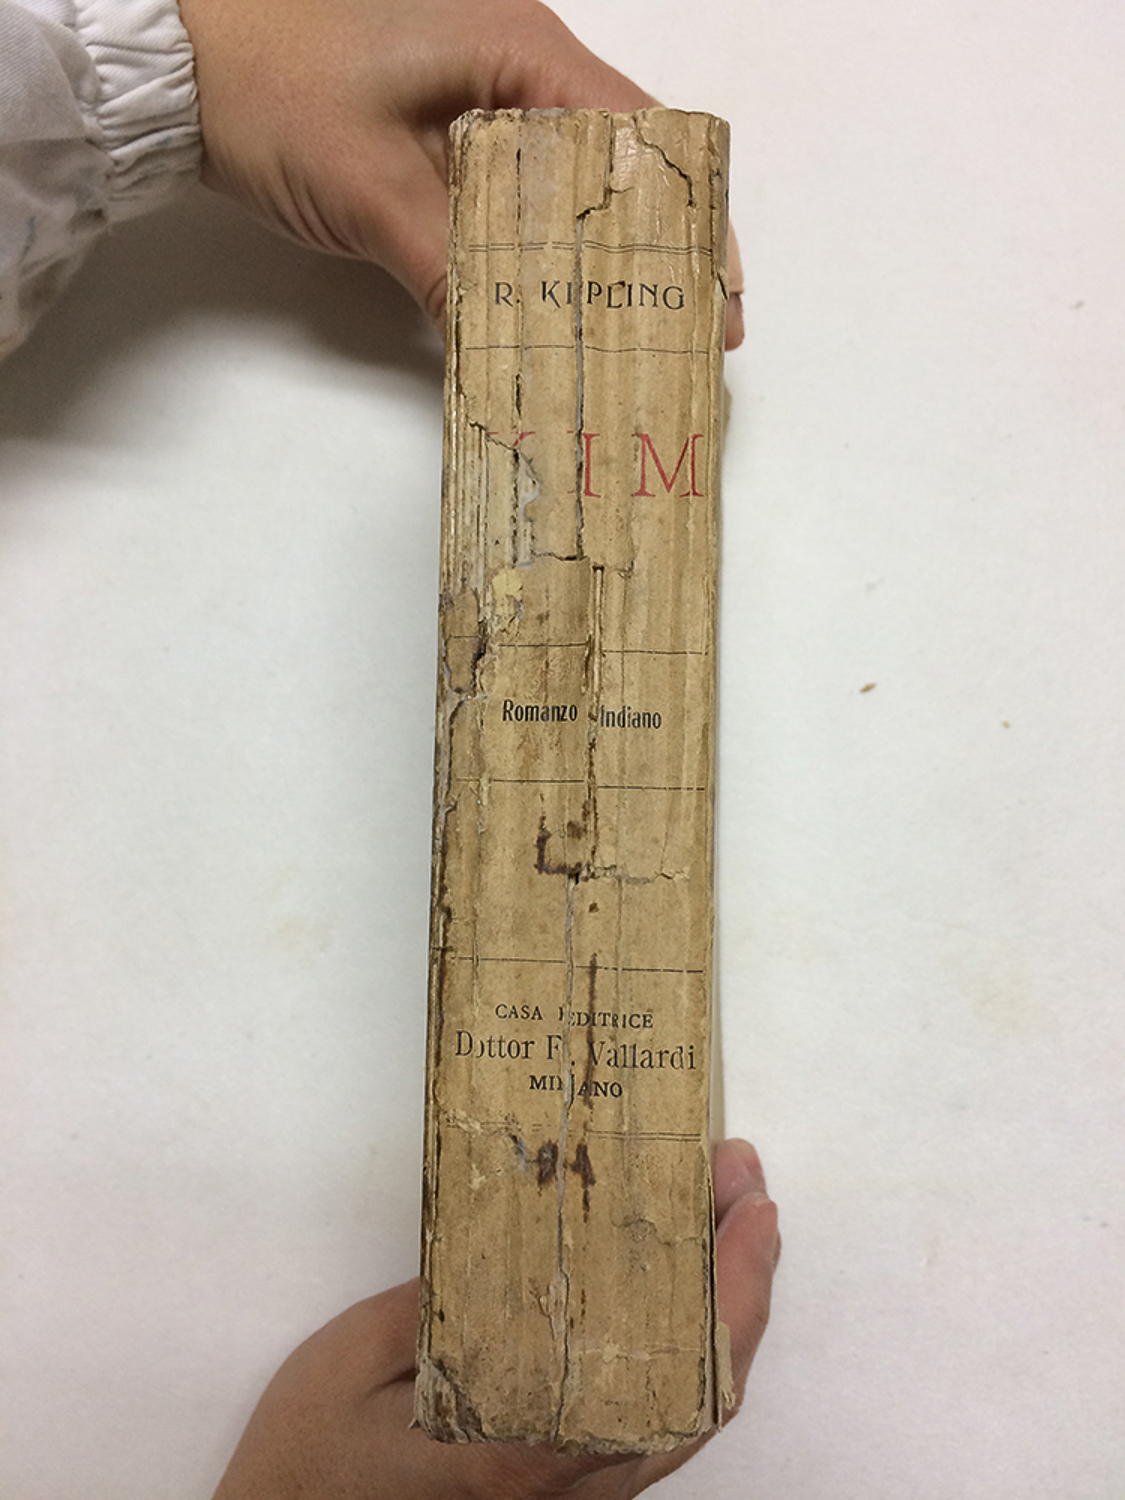 R. KIPLING
KIM
Romanzo Indiano
CASA EDITRICE
Dottor F. Vallardi
MILANO